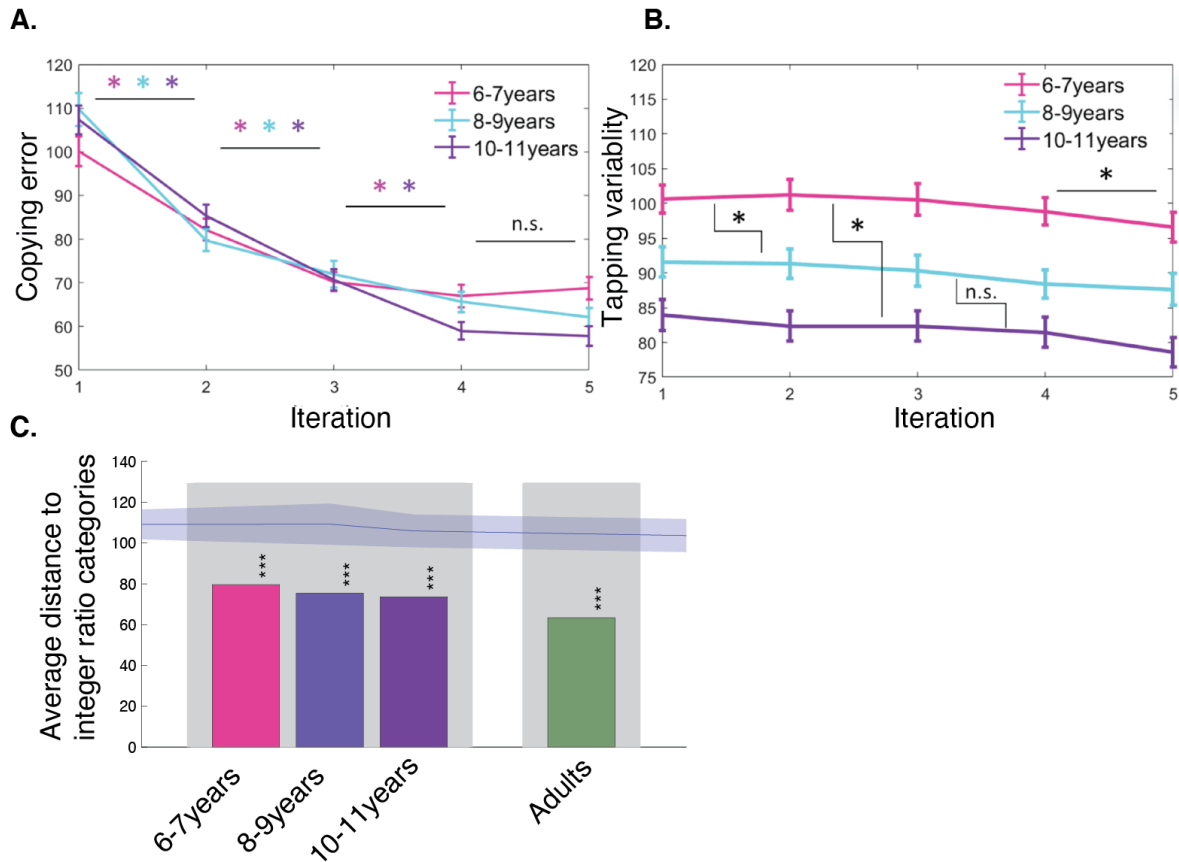 A.
Copying error
120
110
100
90
80
70
60
50
1 2 3 4 5
Iteration
* * *
* * *
* *
n.s.
6-7years
8-9years
10-11years
B.
Tapping variablity
120
115
110
105
100
95
90
85
80
75
1 2 3 4 5
Iteration
6-7years
8-9years
10-11years
*
*
*
n.s.
C.
Average distance to
integer ratio categories
140
120
100
80
60
40
20
0
*** *** *** ***
6-7years
8-9years
10-11years
Adults